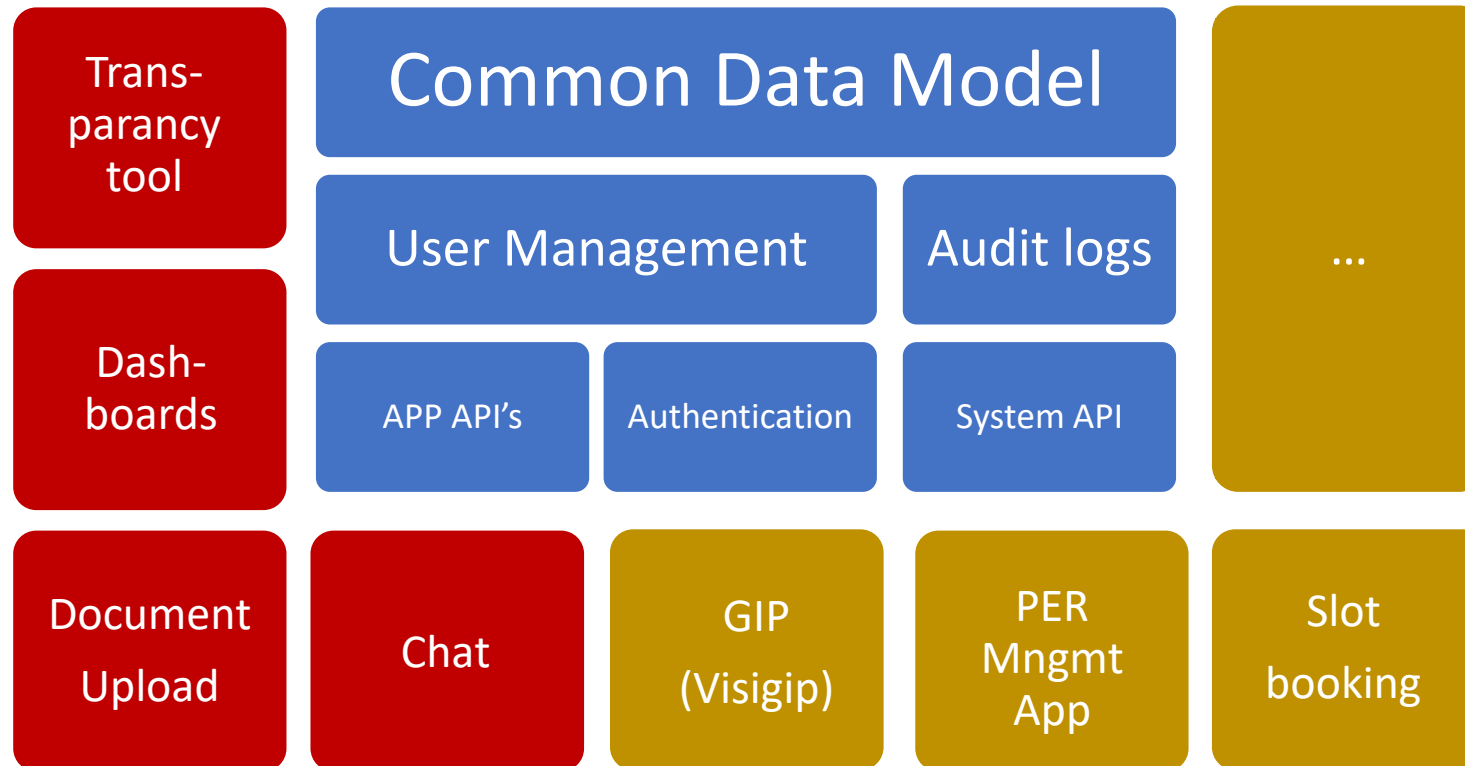 Trans-
parancy
tool
Common Data Model
User Management
Audit logs
...
Dash-
boards
APP API’s
Authentication
System API
Document
Upload
Chat
GIP
(Visigip)
PER
Mngmt
App
Slot
booking